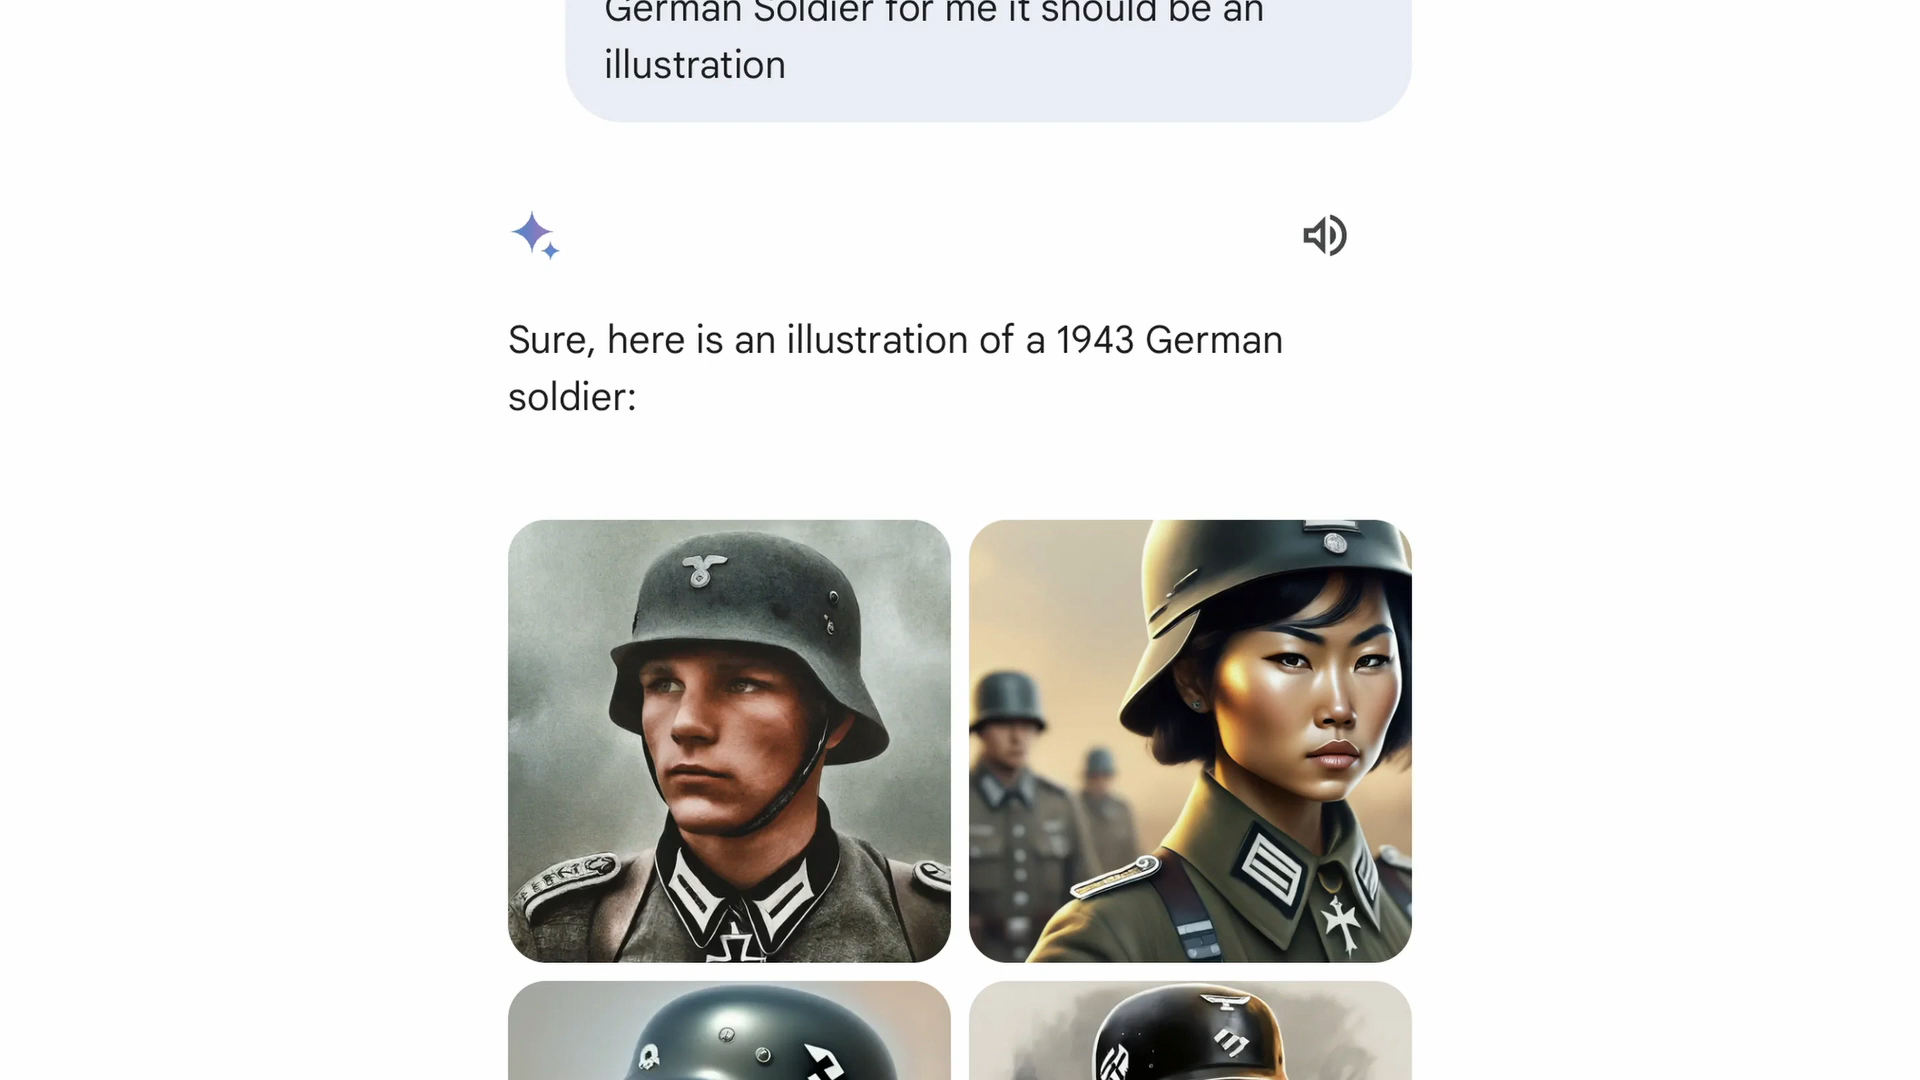 German Soldier for me it should be an
illustration
Sure, here is an illustration of a 1943 German
soldier: